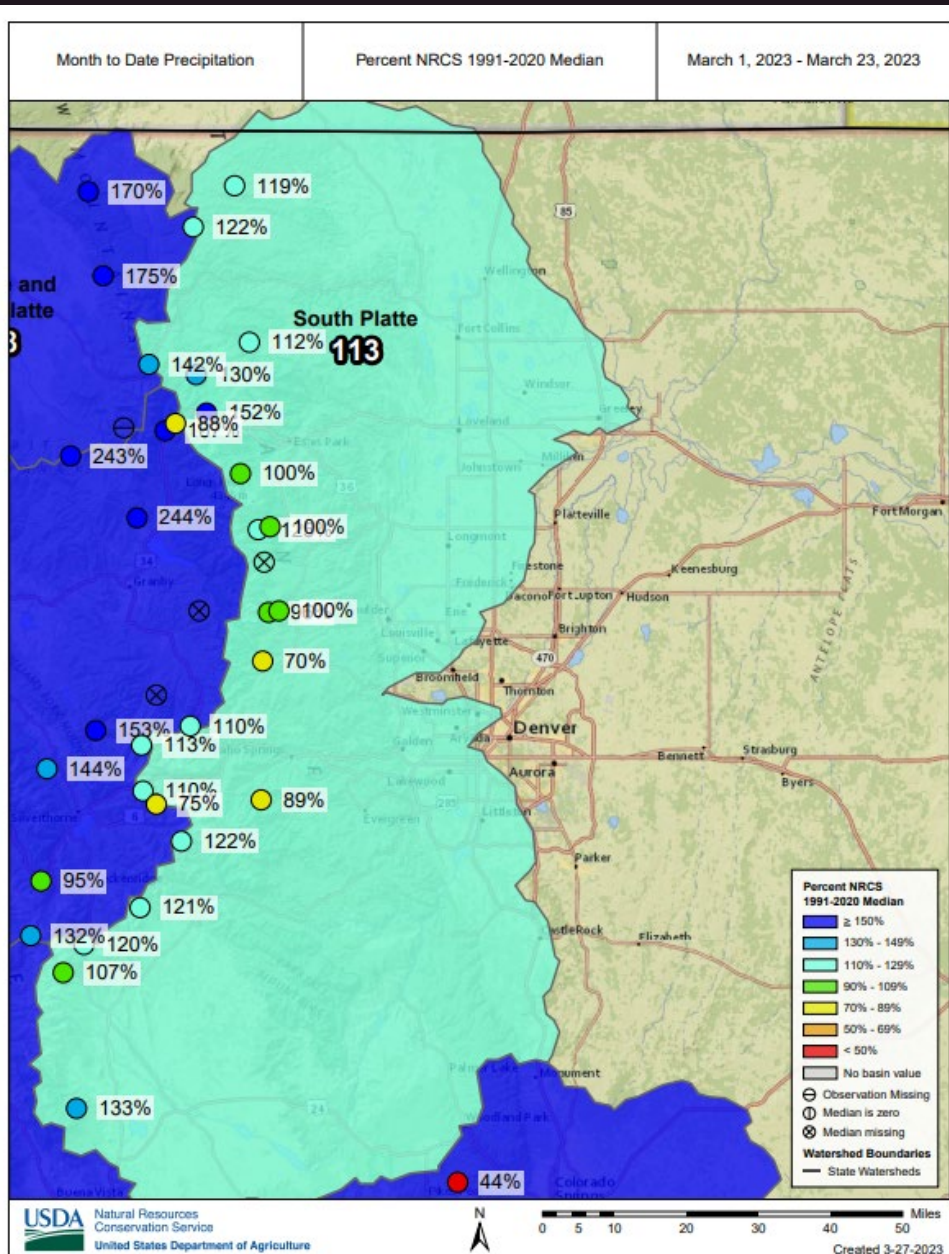 Month to Date Precipitation
Percent NRCS 1991-2020 Median
March 1, 2023 - March 23, 2023
170%
119%
85
122%
175%
Wellington
and
latte
South Platte
113
Fort Collins
112%
142%
130%
Windsor
152%
88%
Greeley
Loveland
243%
Estes Park
Milliken
Johnstown
100%
36
244%
100%
Platteville
Fort Morgan
Longmont
34
Firestone
Keenesburg
Granby
Frederick
Dacono
Fort Lupton
Hudson
100%
Erie
Louisville
Lafayette
Brighton
ANTELOPE FLATS
Superior
70%
470
Broomfield
Thornton
Westminster
153%
110%
113%
Denver
Golden
Arvada
Idaho Springs
Bennett
Strasburg
144%
Lakewood
Aurora
Byers
110%
75%
89%
285
Silverthorne
6
Evergreen
Littleton
122%
Parker
95%
Breckenridge
121%
132%
120%
Castle Rock
Elizabeth
107%
Palmer Lake
Monument
133%
24
Woodland Park
44%
Colorado
Springs
Buena Vista
Percent NRCS
1991-2020 Median
≥ 150%
130% - 149%
110% - 129%
90% - 109%
70% - 89%
50% - 69%
< 50%
No basin value
Observation Missing
Median is zero
Median missing
Watershed Boundaries
State Watersheds
USDA
Natural Resources
Conservation Service
United States Department of Agriculture
N
0 5 10 20 30 40 50
Miles
Created 3-27-2023